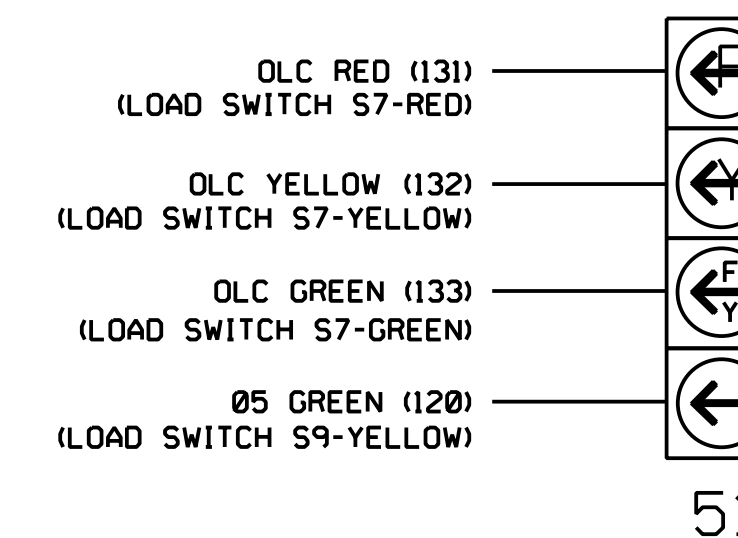 OLC RED (131)
(LOAD SWITCH S7-RED)
OLC YELLOW (132)
(LOAD SWITCH S7-YELLOW)
F
OLC GREEN (133)
Y
(LOAD SWITCH S7-GREEN)
Ø5 GREEN (120)
(LOAD SWITCH S9-YELLOW)